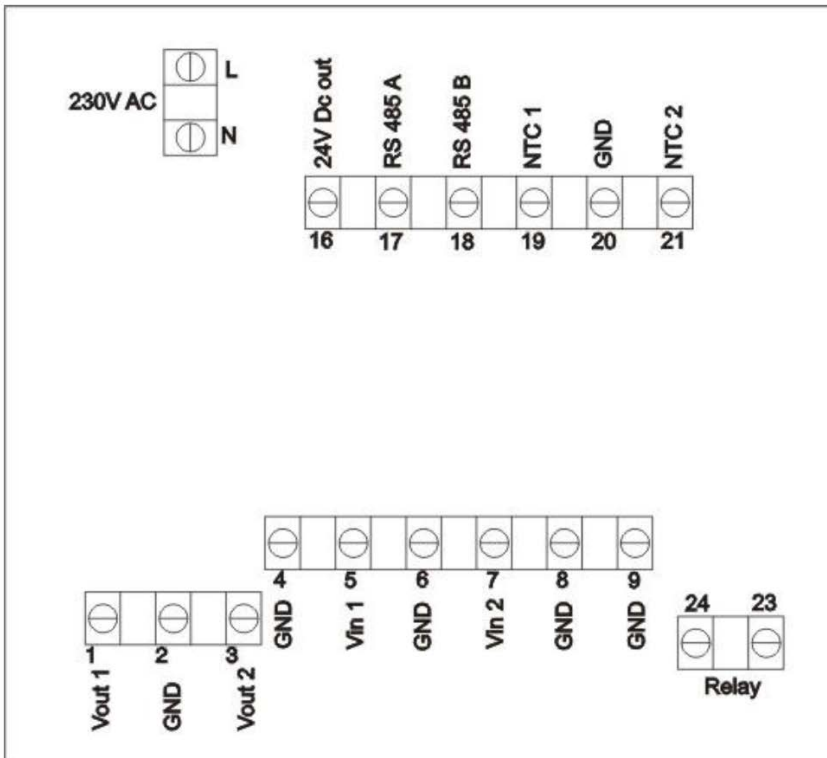 L
230V AC
N
24V Dc out
RS 485 A
RS 485 B
NTC 1
GND
NTC 2
16 17 18 19 20 21
4 5 6 7 8 9
GND
Vin 1
GND
Vin 2
GND
GND
1 2 3
Vout 1
GND
Vout 2
24 23
Relay